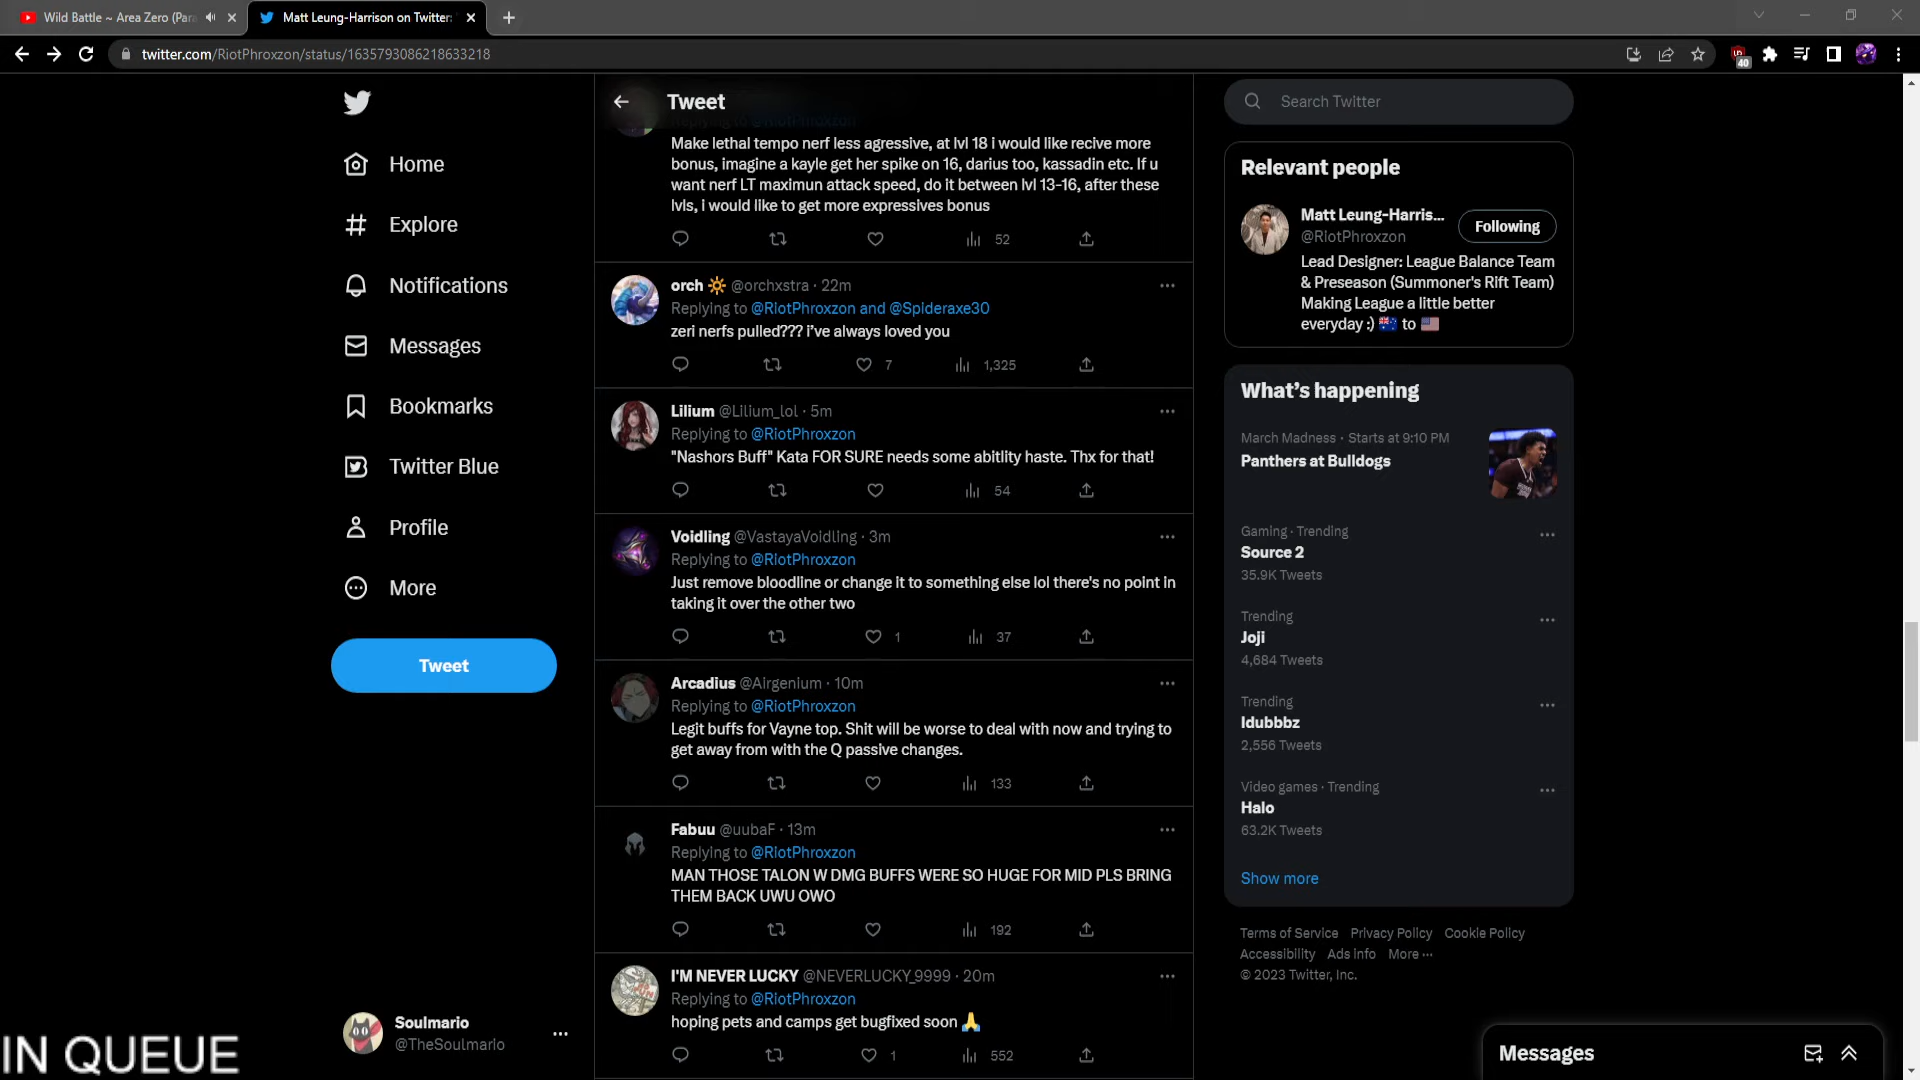 Wild Battle ~ Area Zero (Para
Matt Leung-Harrison on Twitter:
twitter.com/RiotPhroxzon/status/1635793086218633218
40
Home
Explore
Notifications
Messages
Bookmarks
Twitter Blue
Profile
More
Tweet
Soulmario
@TheSoulmario
IN QUEUE
Tweet
Replying to @RiotPhroxzon
Make lethal tempo nerf less agressive, at lvl 18 i would like recive more
bonus, imagine a kayle get her spike on 16, darius too, kassadin etc. If u
want nerf LT maximun attack speed, do it between lvl 13-16, after these
lvls, i would like to get more expressives bonus
52
orch 🔆 @orchxstra · 22m
Replying to @RiotPhroxzon and @Spideraxe30
zeri nerfs pulled??? i've always loved you
7 1,325
Lilium @Lilium_lol · 5m
Replying to @RiotPhroxzon
"Nashors Buff" Kata FOR SURE needs some abitlity haste. Thx for that!
54
Voidling @VastayaVoidling · 3m
Replying to @RiotPhroxzon
Just remove bloodline or change it to something else lol there's no point in
taking it over the other two
1 37
Arcadius @Airgenium · 10m
Replying to @RiotPhroxzon
Legit buffs for Vayne top. Shit will be worse to deal with now and trying to
get away from with the Q passive changes.
133
Fabuu @uubaF · 13m
Replying to @RiotPhroxzon
MAN THOSE TALON W DMG BUFFS WERE SO HUGE FOR MID PLS BRING
THEM BACK UWU OWO
192
I'M NEVER LUCKY @NEVERLUCKY_9999 · 20m
Replying to @RiotPhroxzon
hoping pets and camps get bugfixed soon 🙏
1 552
Search Twitter
Relevant people
Matt Leung-Harris...
@RiotPhroxzon
Following
Lead Designer: League Balance Team
& Preseason (Summoner's Rift Team)
Making League a little better
everyday :) 🇦🇺 to 🇺🇸
What's happening
March Madness · Starts at 9:10 PM
Panthers at Bulldogs
Gaming · Trending
Source 2
35.9K Tweets
Trending
Joji
4,684 Tweets
Trending
Idubbbz
2,556 Tweets
Video games · Trending
Halo
63.2K Tweets
Show more
Terms of Service Privacy Policy Cookie Policy
Accessibility Ads info More ···
© 2023 Twitter, Inc.
Messages